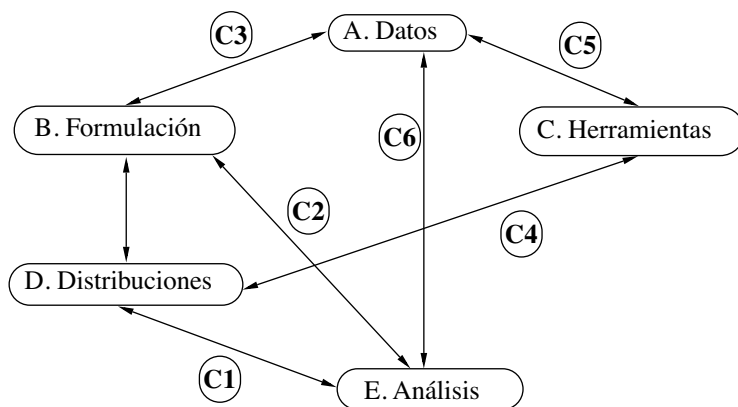 C3
A. Datos
C5
B. Formulación
C6
C. Herramientas
C2
C4
D. Distribuciones
C1
E. Análisis